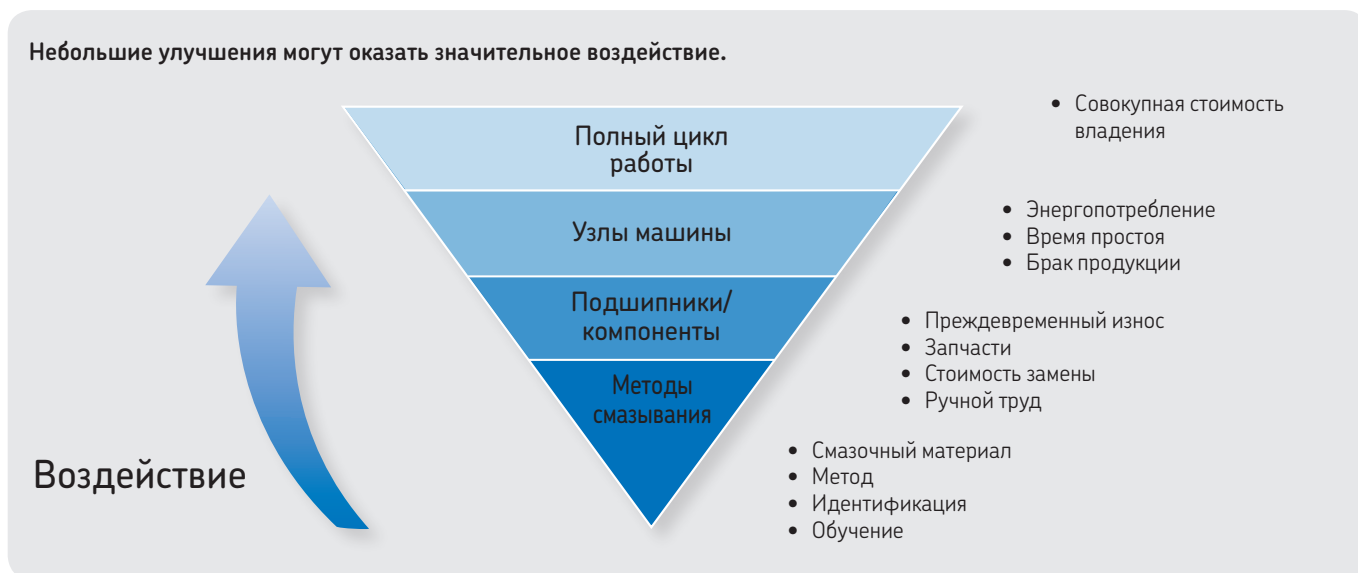 Небольшие улучшения могут оказать значительное воздействие.
Полный цикл
работы
• Совокупная стоимость
владения
Узлы машины
• Энергопотребление
• Время простоя
• Брак продукции
Подшипники/
компоненты
• Преждевременный износ
• Запчасти
• Стоимость замены
• Ручной труд
Методы
смазывания
• Смазочный материал
• Метод
• Идентификация
• Обучение
Воздействие